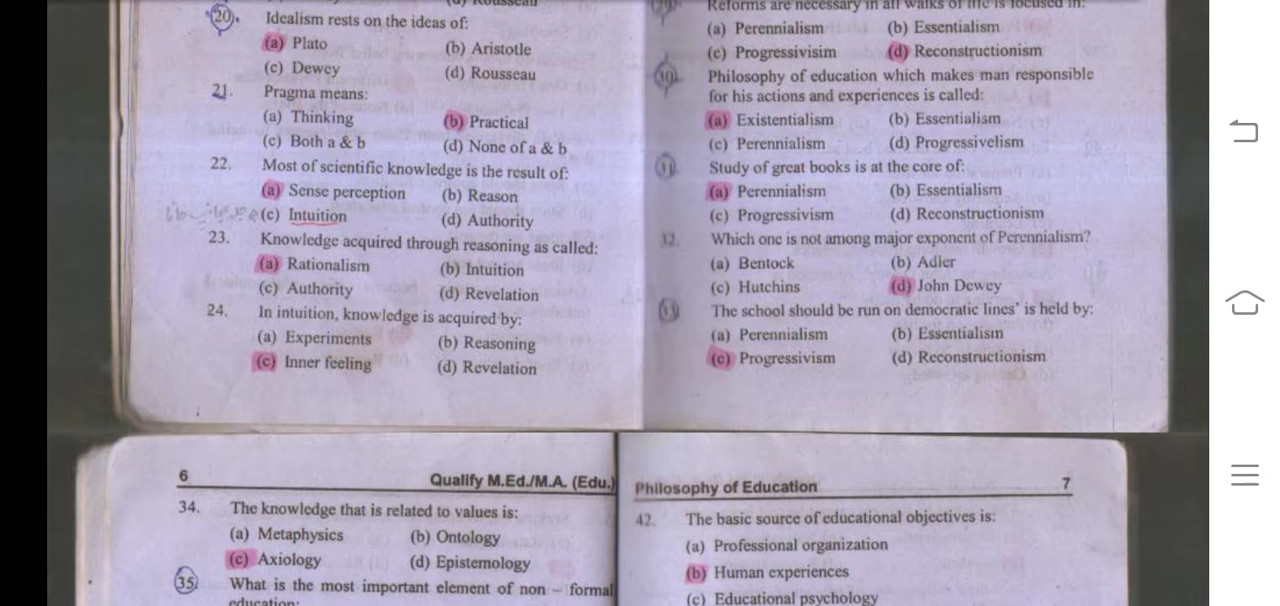 (d) Rousseau
20. Idealism rests on the ideas of:
(a) Plato (b) Aristotle
(c) Dewey (d) Rousseau
21. Pragma means:
(a) Thinking (b) Practical
(c) Both a & b (d) None of a & b
22. Most of scientific knowledge is the result of:
(a) Sense perception (b) Reason
(c) Intuition (d) Authority
23. Knowledge acquired through reasoning as called:
(a) Rationalism (b) Intuition
(c) Authority (d) Revelation
24. In intuition, knowledge is acquired by:
(a) Experiments (b) Reasoning
(c) Inner feeling (d) Revelation
29. Reforms are necessary in all walks of life is focused in:
(a) Perennialism (b) Essentialism
(c) Progressivisim (d) Reconstructionism
30. Philosophy of education which makes man responsible
for his actions and experiences is called:
(a) Existentialism (b) Essentialism
(c) Perennialism (d) Progressivelism
31. Study of great books is at the core of:
(a) Perennialism (b) Essentialism
(c) Progressivism (d) Reconstructionism
32. Which one is not among major exponent of Perennialism?
(a) Bentock (b) Adler
(c) Hutchins (d) John Dewey
33. The school should be run on democratic lines' is held by:
(a) Perennialism (b) Essentialism
(c) Progressivism (d) Reconstructionism
6 Qualify M.Ed./M.A. (Edu.)
34. The knowledge that is related to values is:
(a) Metaphysics (b) Ontology
(c) Axiology (d) Epistemology
35. What is the most important element of non – formal
education:
Philosophy of Education 7
42. The basic source of educational objectives is:
(a) Professional organization
(b) Human experiences
(c) Educational psychology